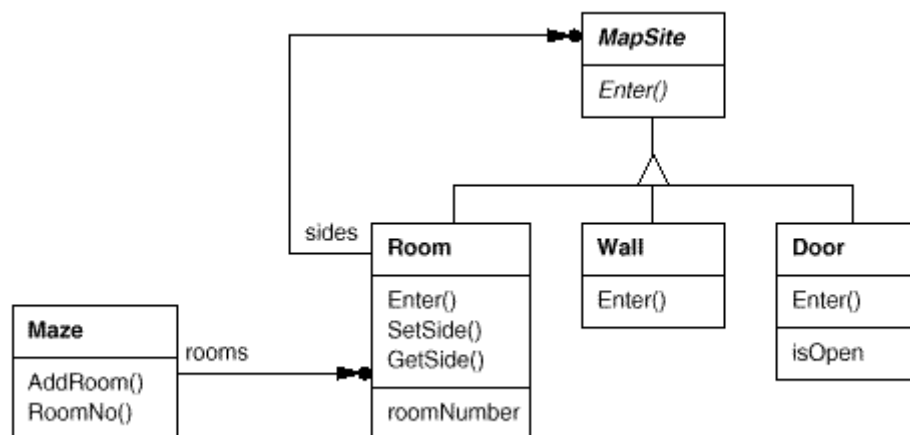 MapSite
Enter()
sides
Room
Enter()
SetSide()
GetSide()
roomNumber
Wall
Enter()
Door
Enter()
isOpen
Maze
AddRoom()
RoomNo()
rooms